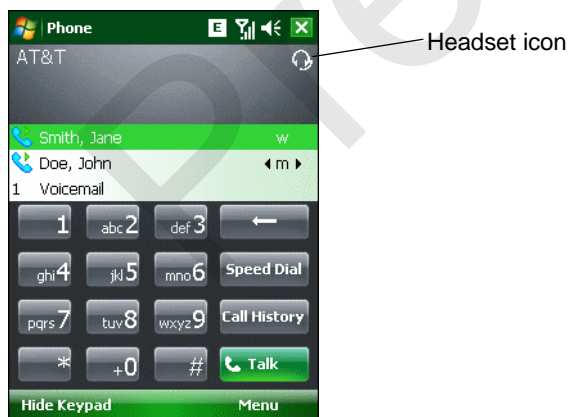 Phone E
AT&T
Headset icon
Smith, Jane w
Doe, John m
1 Voicemail
1 abc2 def3
ghi4 jkl5 mno6 Speed Dial
pqrs7 tuv8 wxyz9 Call History
* +0 # Talk
Hide Keypad Menu